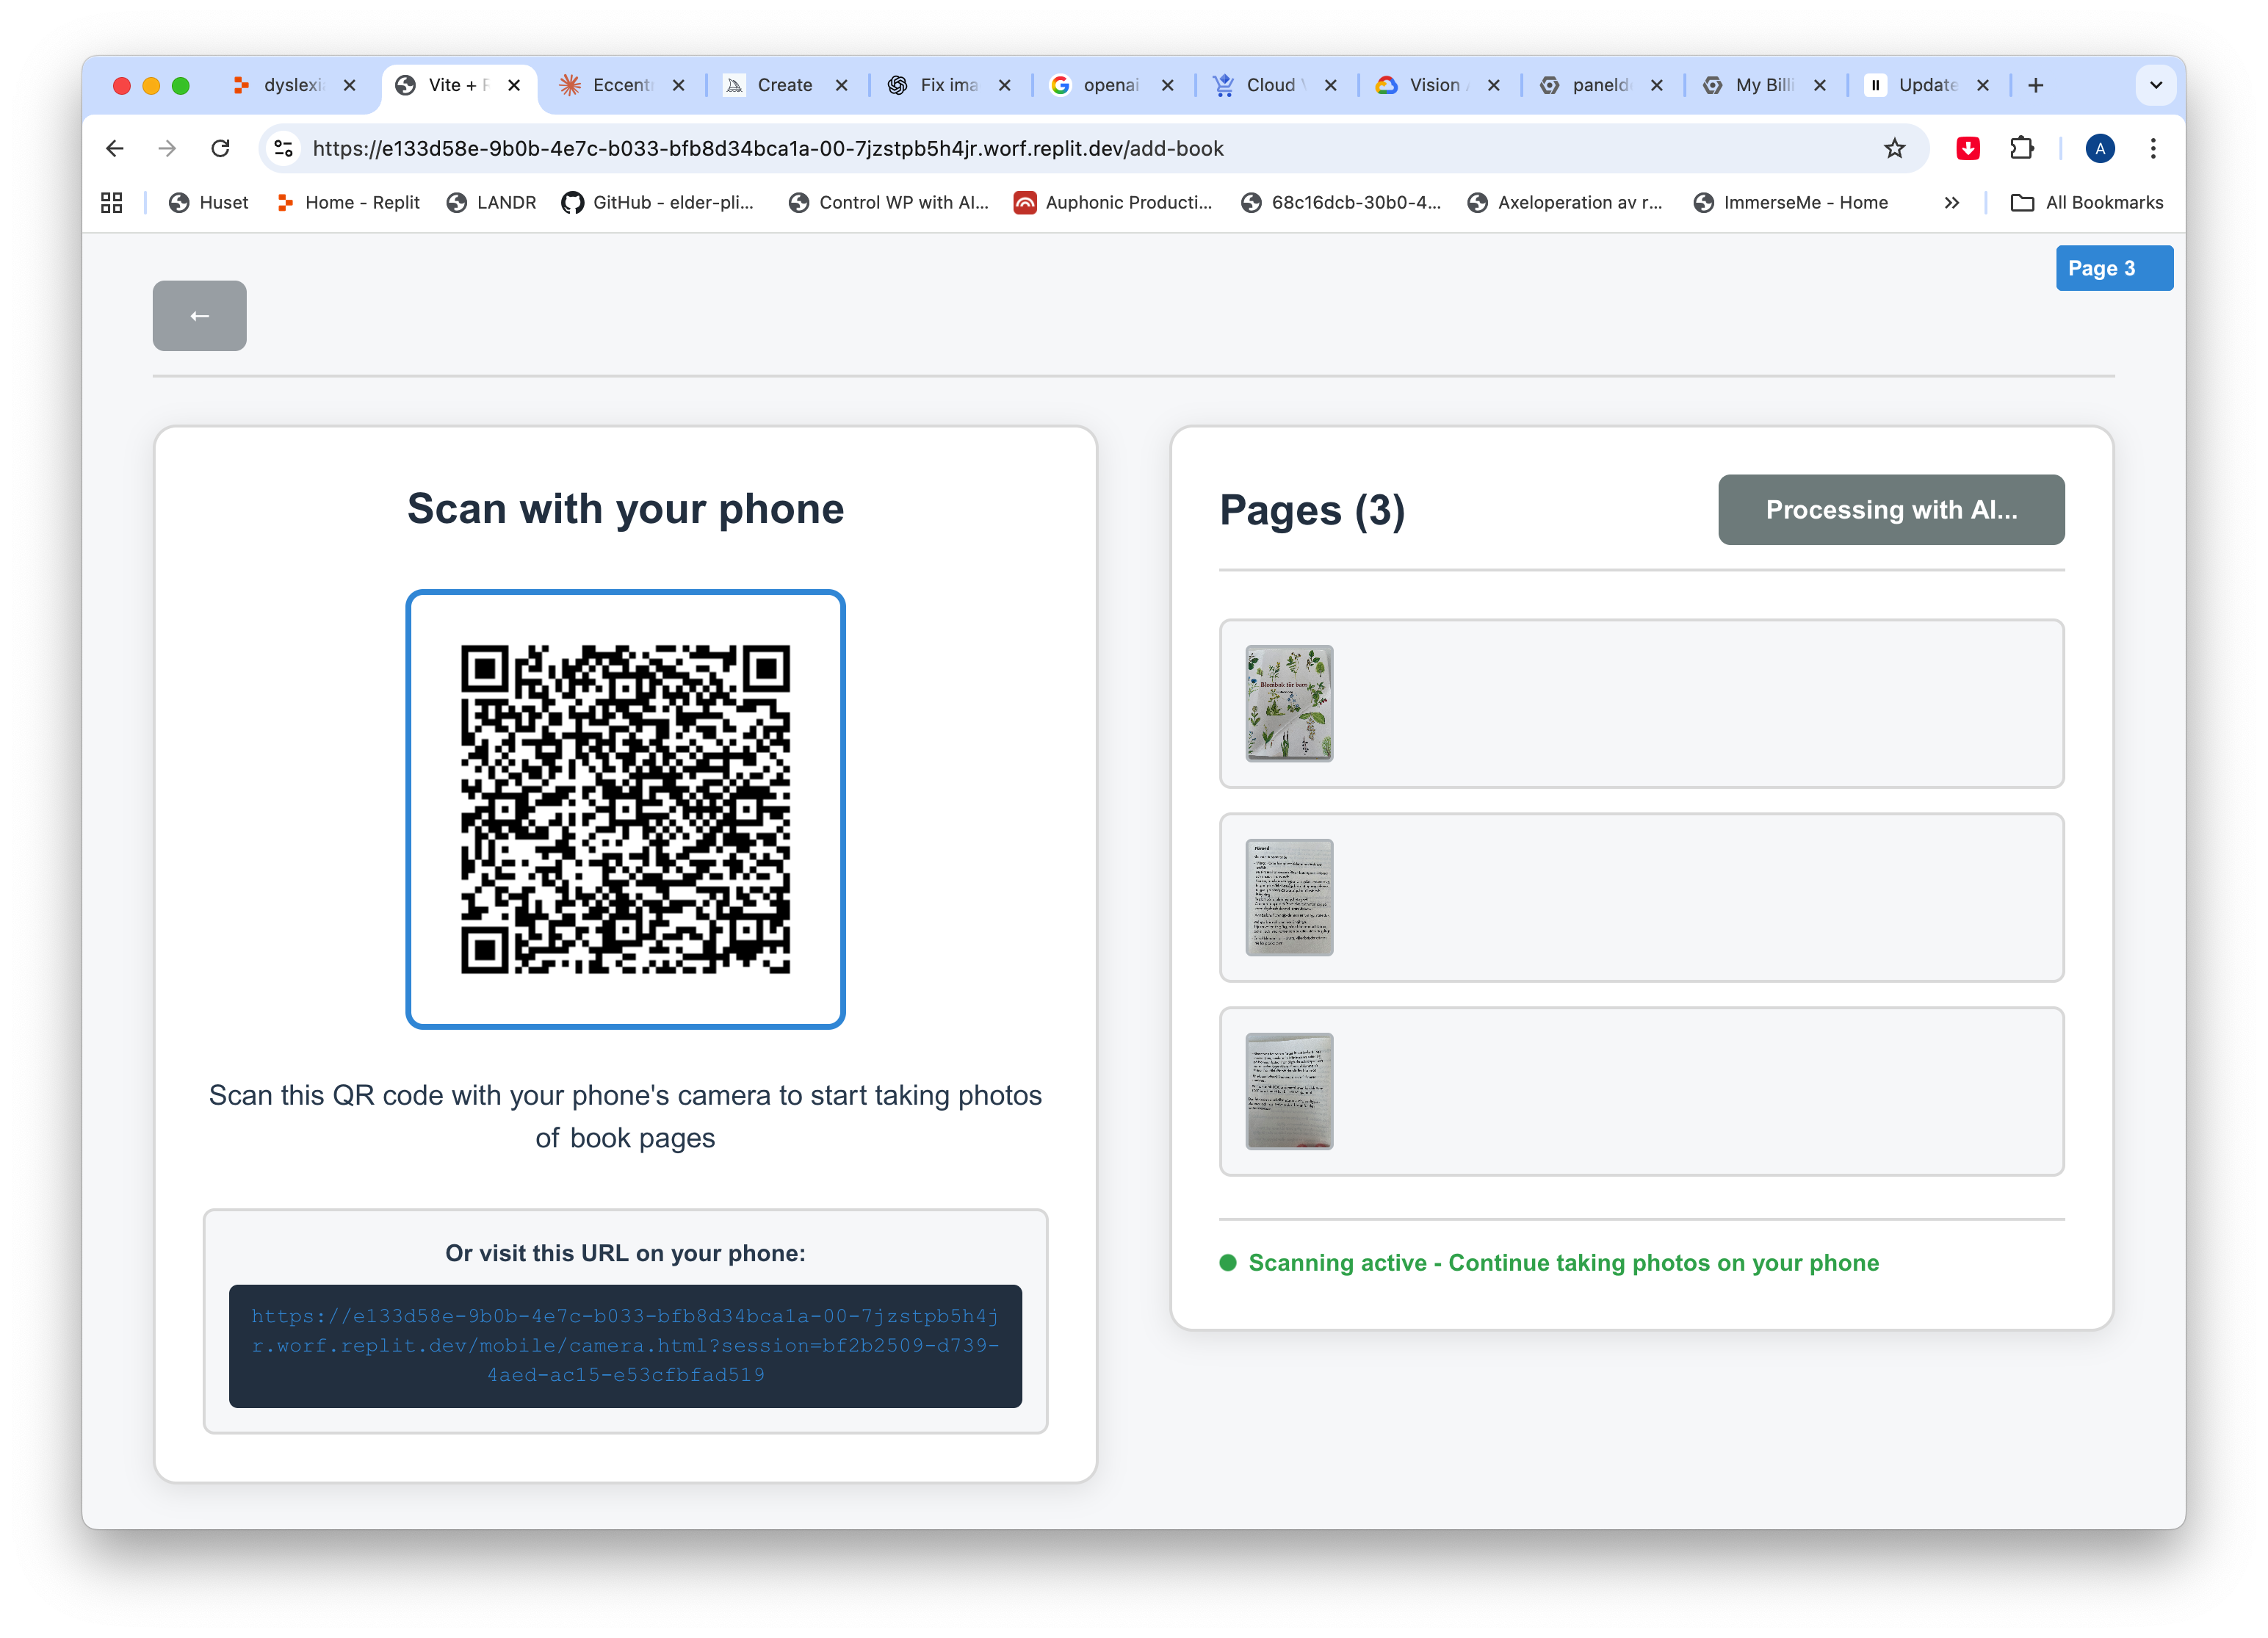 dyslexi
Vite + F
Eccent
Create
Fix ima
openai
Cloud V
Vision A
paneld
My Billi
Update
https://e133d58e-9b0b-4e7c-b033-bfb8d34bca1a-00-7jzstpb5h4jr.worf.replit.dev/add-book
A
Huset
Home - Replit
LANDR
GitHub - elder-pli...
Control WP with AI...
Auphonic Producti...
68c16dcb-30b0-4...
Axeloperation av r...
ImmerseMe - Home
All Bookmarks
Page 3
Scan with your phone
Scan this QR code with your phone's camera to start taking photos
of book pages
Or visit this URL on your phone:
https://e133d58e-9b0b-4e7c-b033-bfb8d34bca1a-00-7jzstpb5h4j
r.worf.replit.dev/mobile/camera.html?session=bf2b2509-d739-
4aed-ac15-e53cfbfad519
Pages (3)
Processing with AI...
Blombok för barn
Scanning active - Continue taking photos on your phone